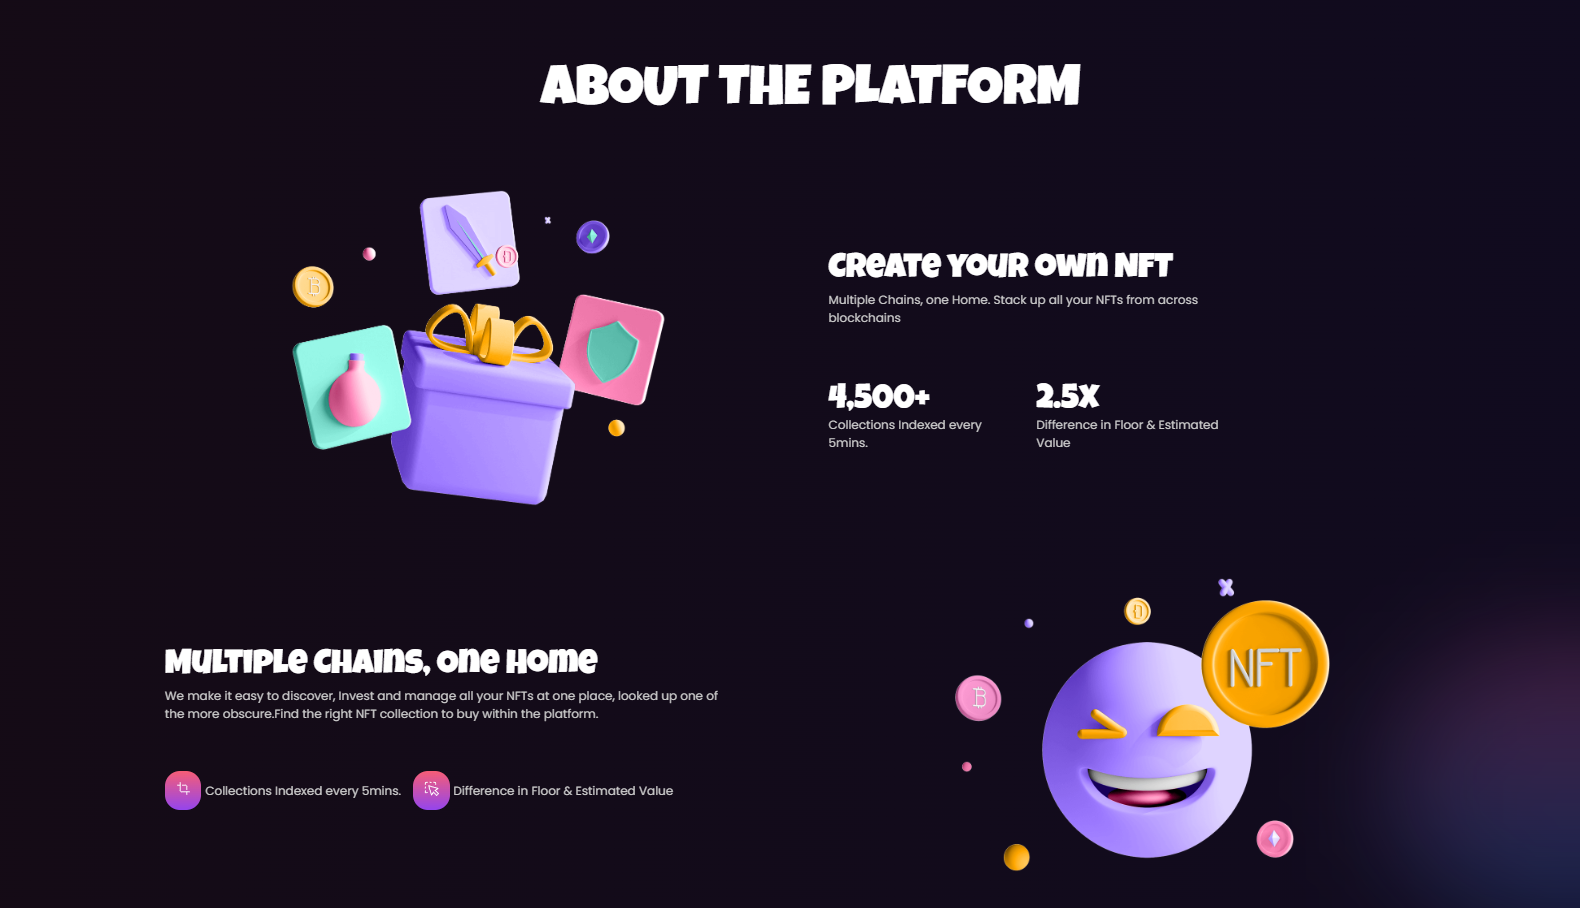 ABOUT THE PLATFORM
Create your own NFT
Multiple Chains, one Home. Stack up all your NFTs from across
blockchains
4,500+
Collections Indexed every
5mins.
2.5X
Difference in Floor & Estimated
Value
Multiple Chains, One Home
We make it easy to discover, Invest and manage all your NFTs at one place, looked up one of
the more obscure.Find the right NFT collection to buy within the platform.
Collections Indexed every 5mins.
Difference in Floor & Estimated Value
NFT